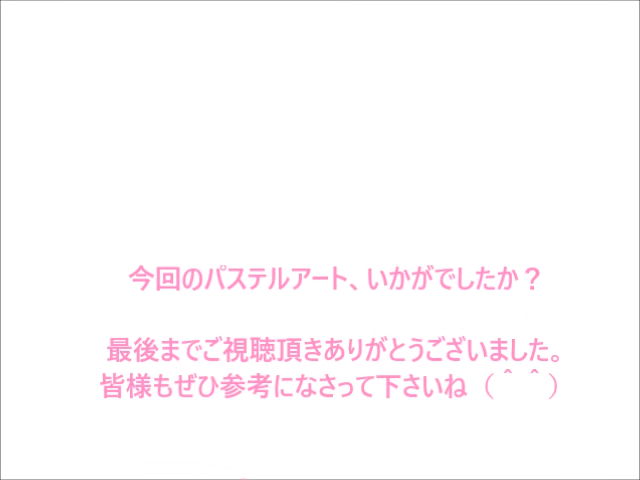 今回のパステルアート、いかがでしたか？
最後までご視聴頂きありがとうございました。
皆様もぜひ参考になさって下さいね（＾＾）